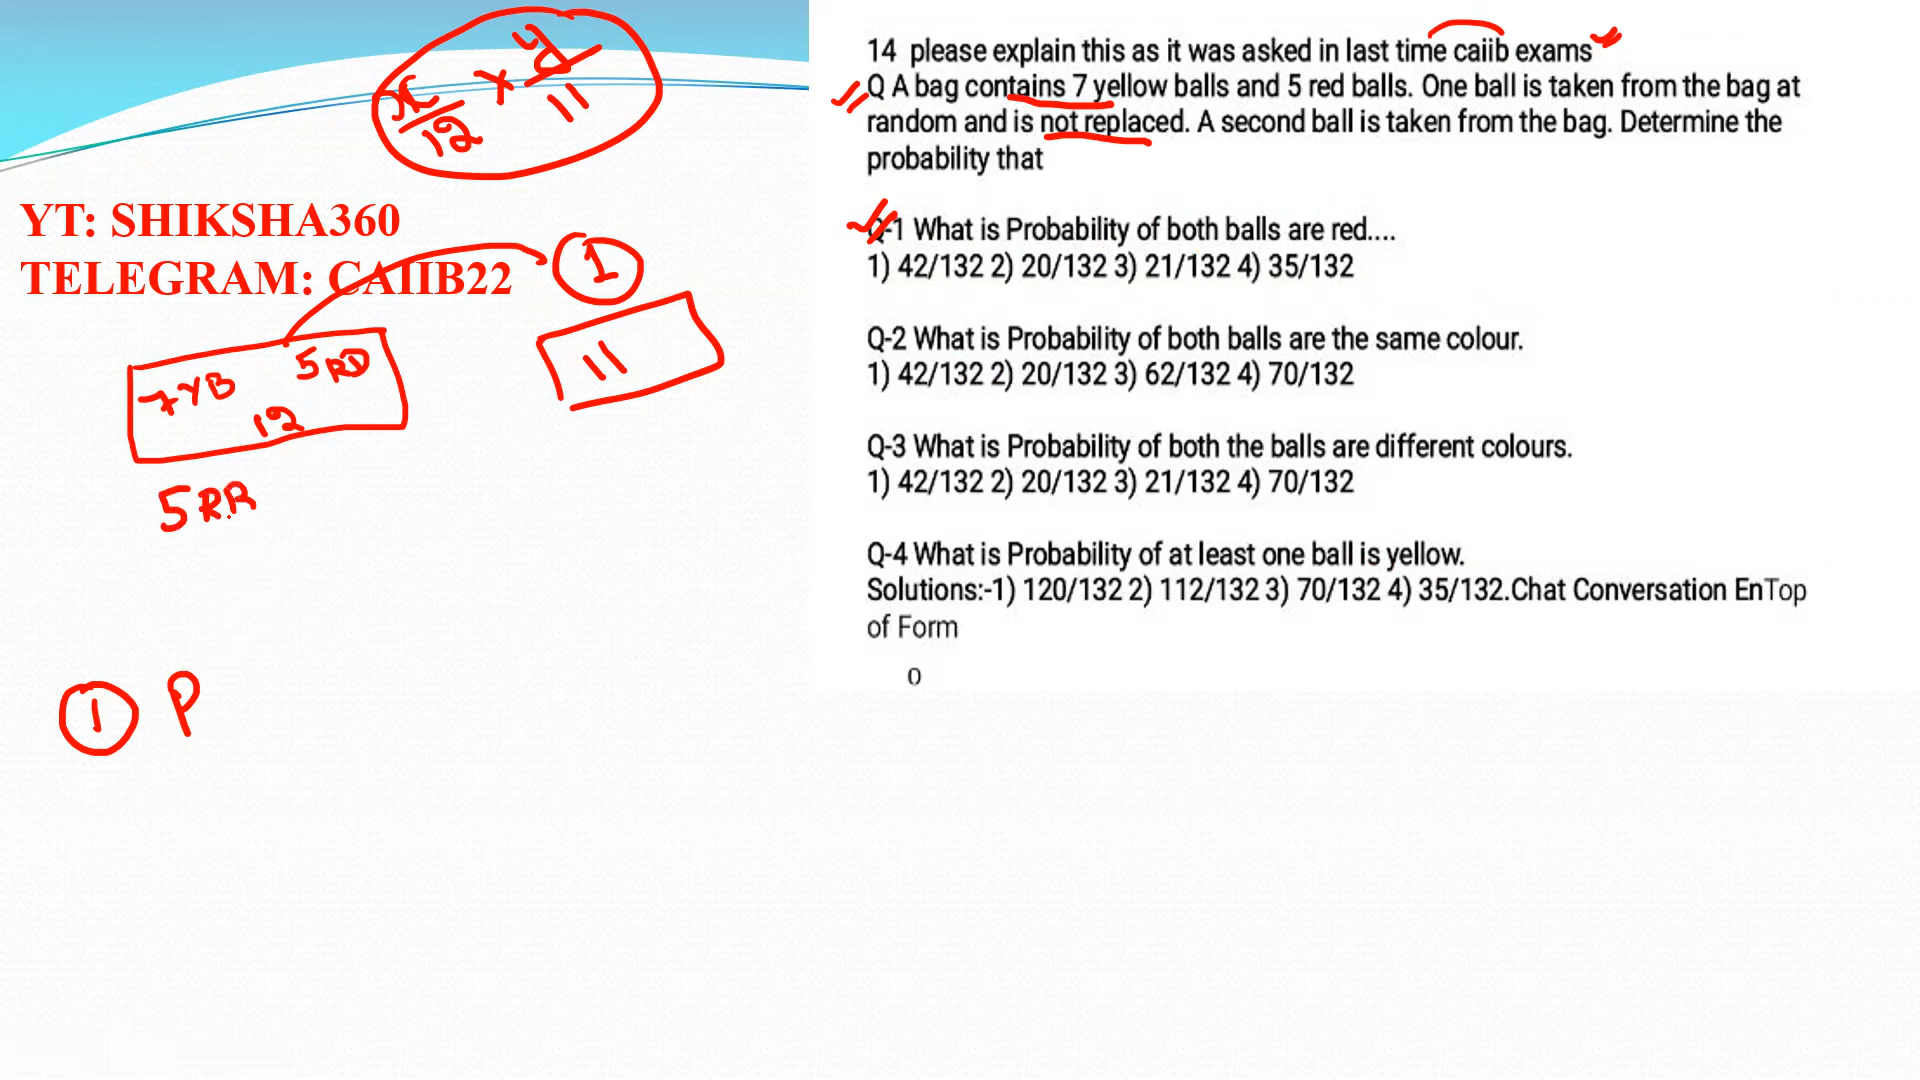 x/12 × y/11
YT: SHIKSHA360
TELEGRAM: CAIIB22
1
7YB 5RD
12
11
5RR
1 P
14 please explain this as it was asked in last time caiib exams
Q A bag contains 7 yellow balls and 5 red balls. One ball is taken from the bag at
random and is not replaced. A second ball is taken from the bag. Determine the
probability that
Q-1 What is Probability of both balls are red....
1) 42/132 2) 20/132 3) 21/132 4) 35/132
Q-2 What is Probability of both balls are the same colour.
1) 42/132 2) 20/132 3) 62/132 4) 70/132
Q-3 What is Probability of both the balls are different colours.
1) 42/132 2) 20/132 3) 21/132 4) 70/132
Q-4 What is Probability of at least one ball is yellow.
Solutions:-1) 120/132 2) 112/132 3) 70/132 4) 35/132.Chat Conversation EnTop
of Form
0